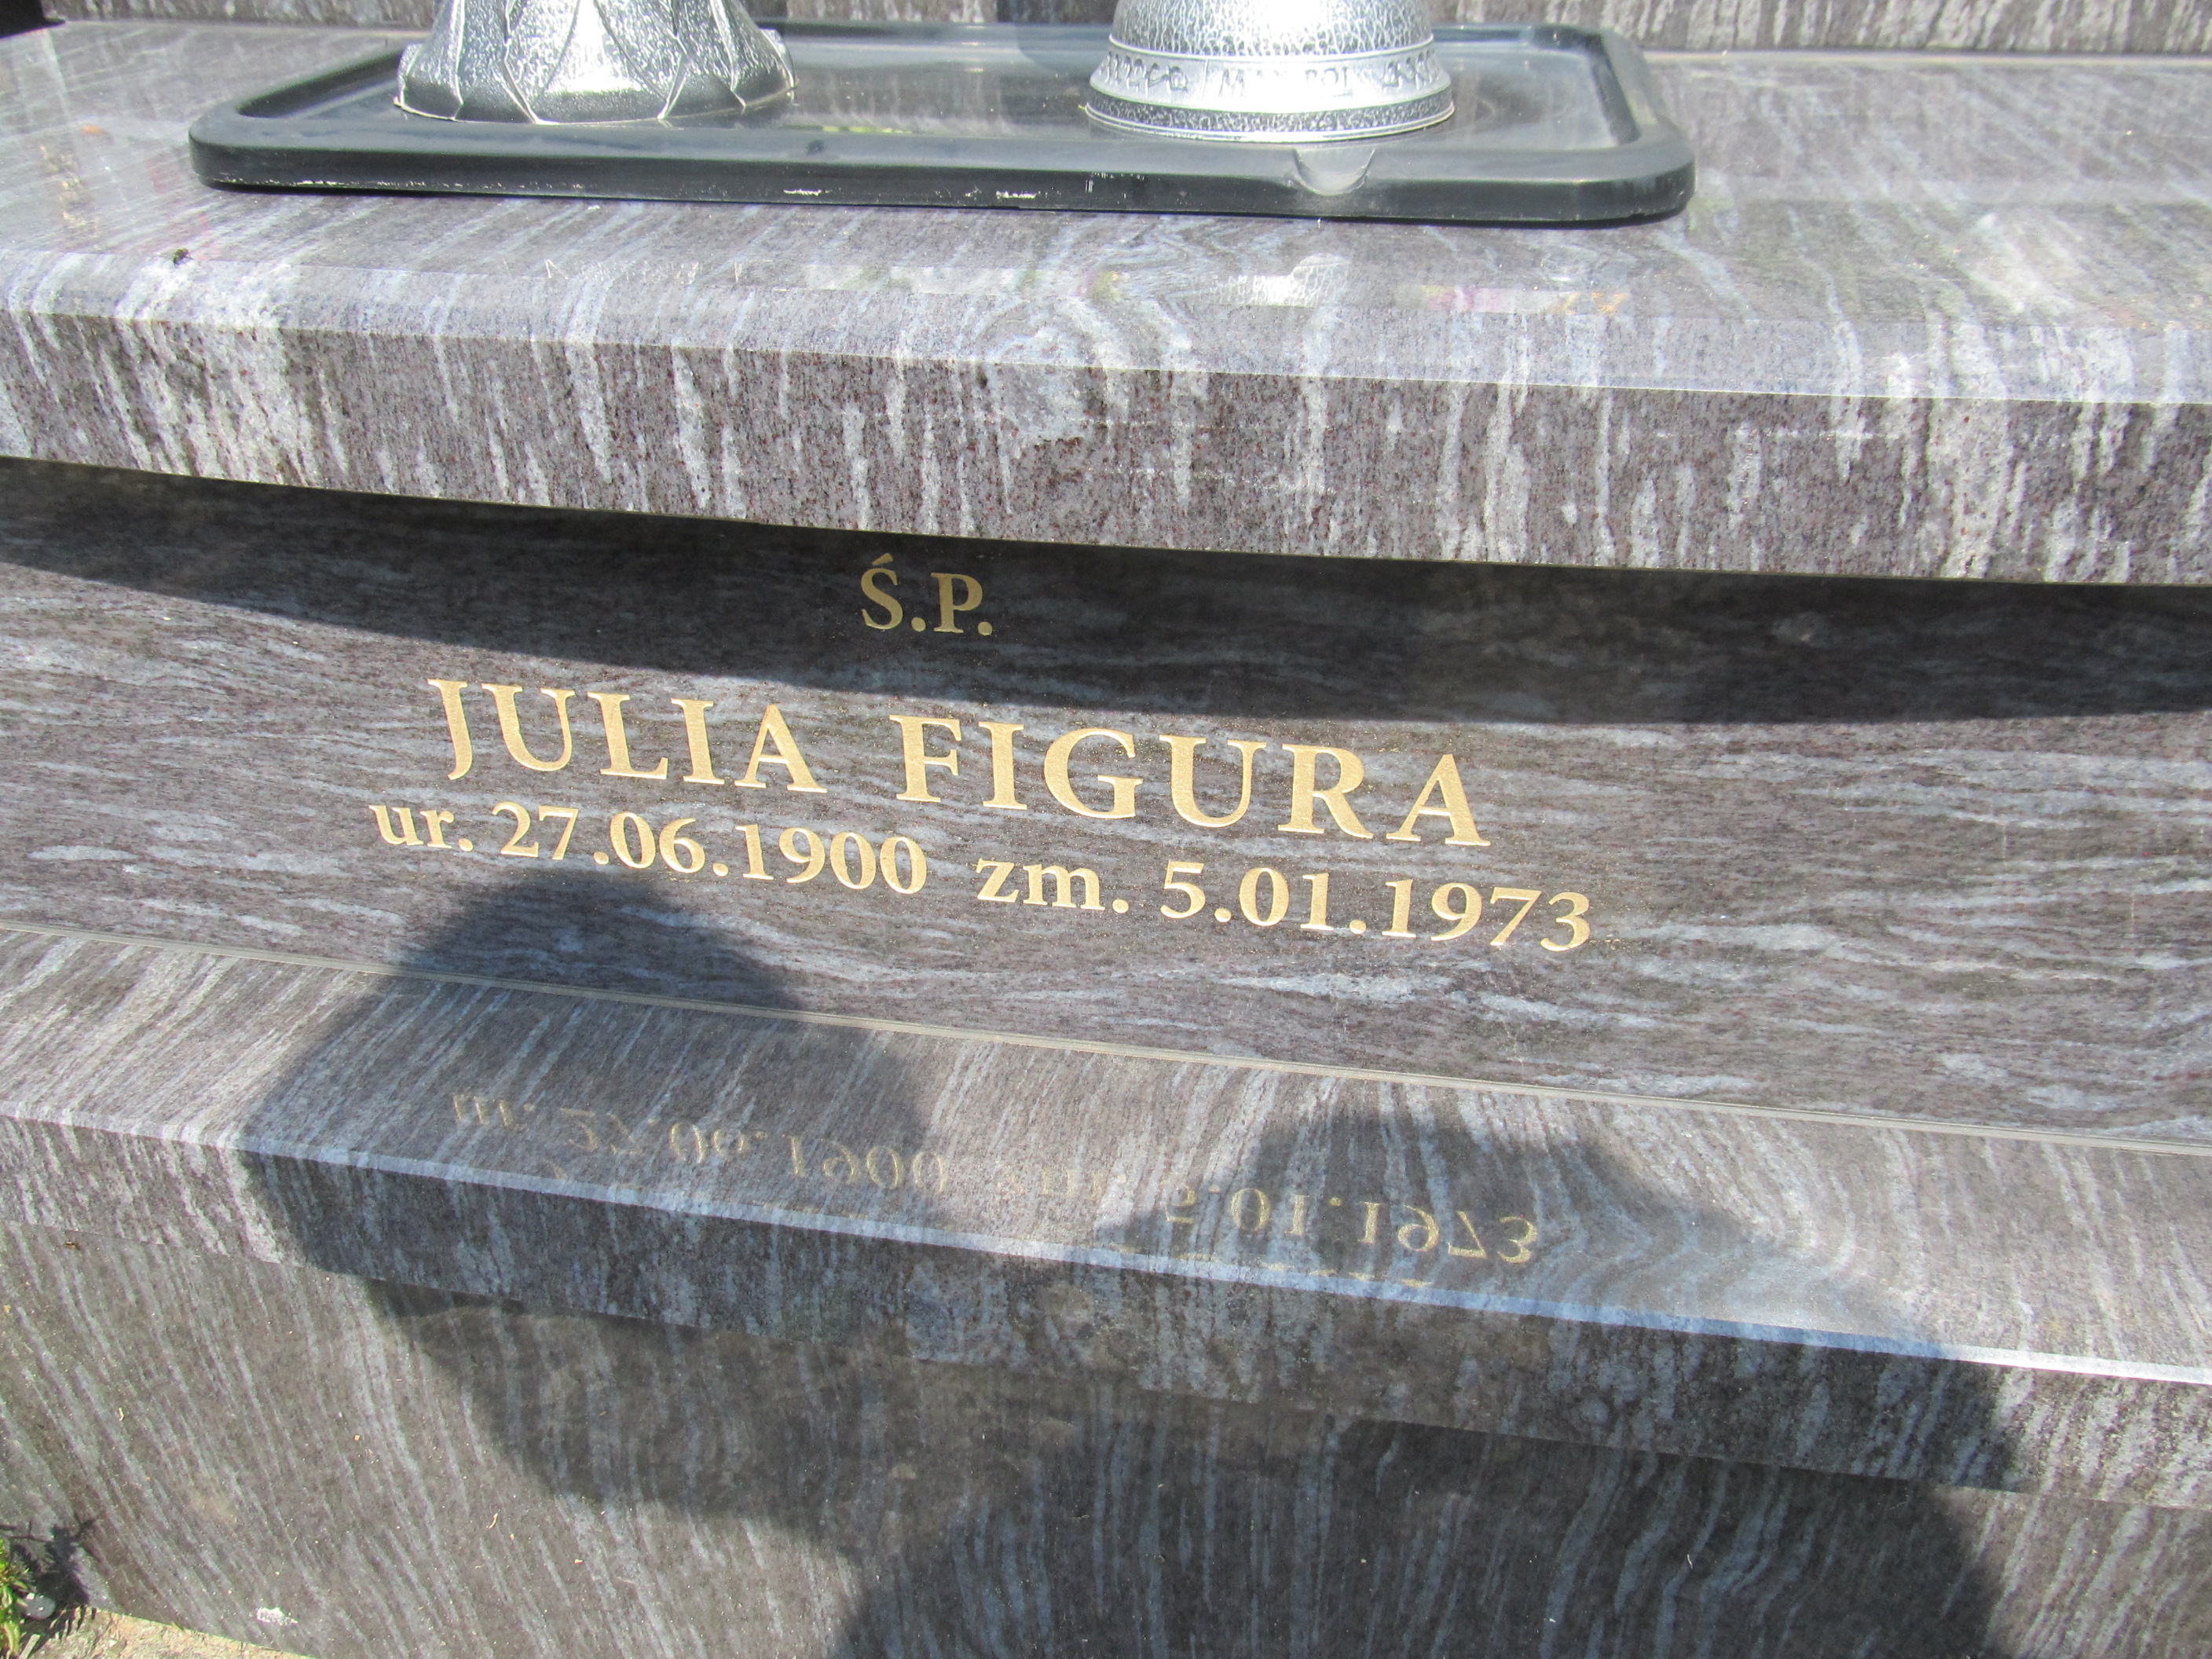 Ś.P.
JULIA FIGURA
ur. 27.06.1900 zm. 5.01.1973